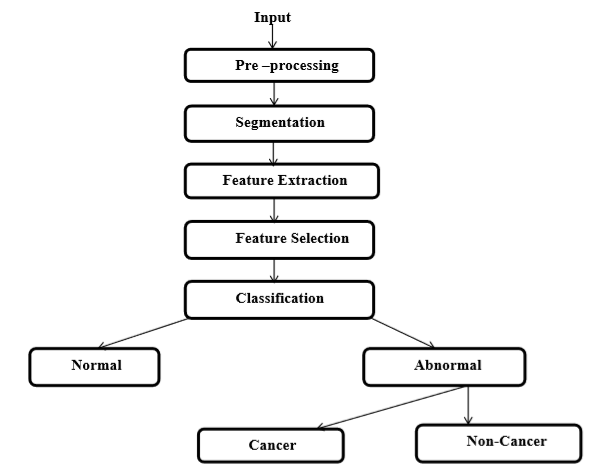 Input
Pre –processing
Segmentation
Feature Extraction
Feature Selection
Classification
Normal
Abnormal
Cancer
Non-Cancer